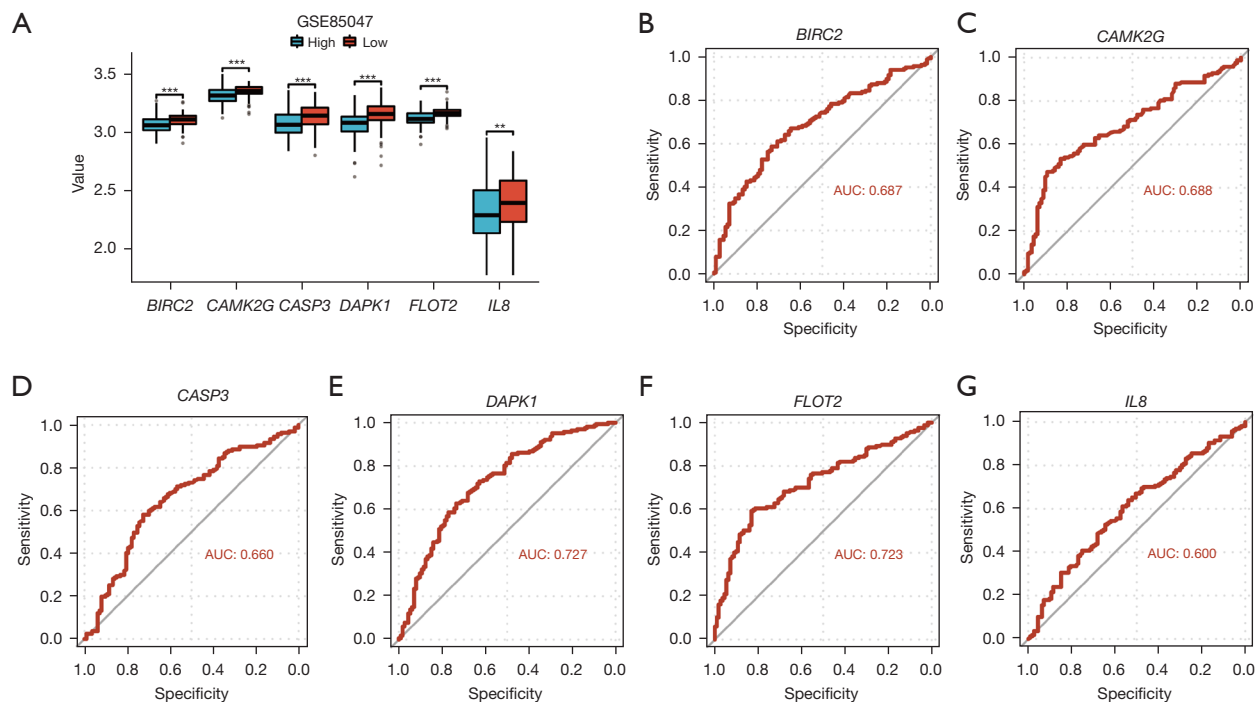 A
GSE85047
High Low
*** *** *** *** *** **
3.5
3.0
2.5
2.0
Value
BIRC2 CAMK2G CASP3 DAPK1 FLOT2 IL8
B
BIRC2
1.0
0.8
0.6
0.4
0.2
0.0
Sensitivity
AUC: 0.687
1.0 0.8 0.6 0.4 0.2 0.0
Specificity
C
CAMK2G
1.0
0.8
0.6
0.4
0.2
0.0
Sensitivity
AUC: 0.688
1.0 0.8 0.6 0.4 0.2 0.0
Specificity
D
CASP3
1.0
0.8
0.6
0.4
0.2
0.0
Sensitivity
AUC: 0.660
1.0 0.8 0.6 0.4 0.2 0.0
Specificity
E
DAPK1
1.0
0.8
0.6
0.4
0.2
0.0
Sensitivity
AUC: 0.727
1.0 0.8 0.6 0.4 0.2 0.0
Specificity
F
FLOT2
1.0
0.8
0.6
0.4
0.2
0.0
Sensitivity
AUC: 0.723
1.0 0.8 0.6 0.4 0.2 0.0
Specificity
G
IL8
1.0
0.8
0.6
0.4
0.2
0.0
Sensitivity
AUC: 0.600
1.0 0.8 0.6 0.4 0.2 0.0
Specificity